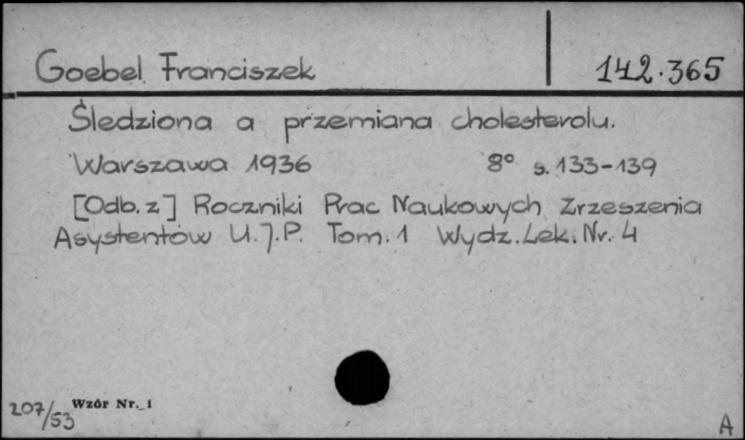 Goebel Franciszek 142.365
Śledziona a przemiana cholesterolu.
Warszawa 1936 8° s. 133-139
[Odb. z] Roczniki Prac Naukowych Zrzeszenia
Asystentów U.J.P. Tom. 1 Wydz. Lek. Nr. 4
207/53 Wzór Nr. 1
A